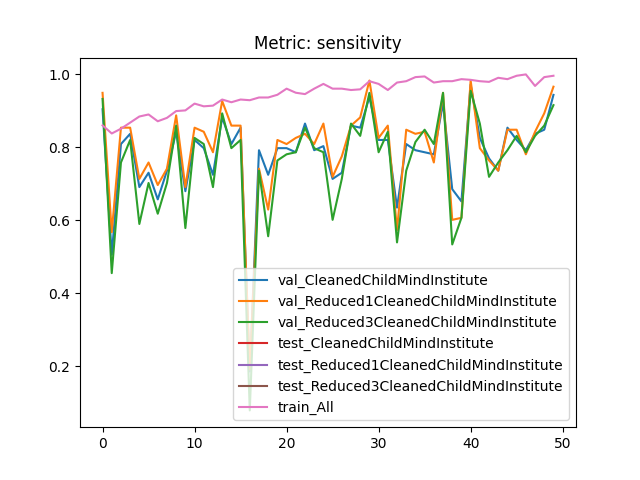 Metric: sensitivity
1.0
0.8
0.6
0.4
0.2
0
10
20
30
40
50
val_CleanedChildMindInstitute
val_Reduced1CleanedChildMindInstitute
val_Reduced3CleanedChildMindInstitute
test_CleanedChildMindInstitute
test_Reduced1CleanedChildMindInstitute
test_Reduced3CleanedChildMindInstitute
train_All